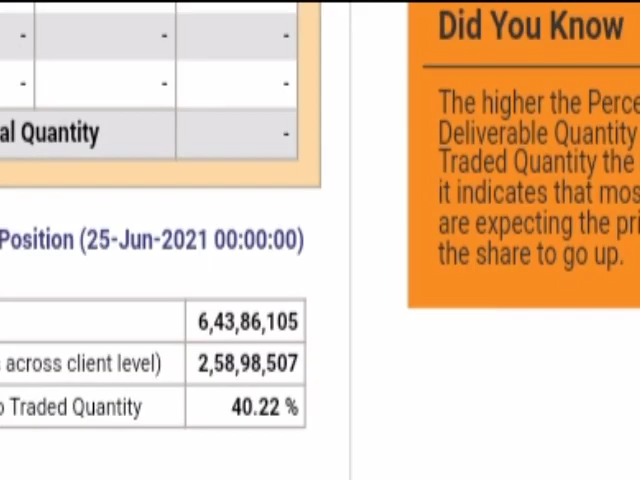 - - -
- - -
al Quantity -
Position (25-Jun-2021 00:00:00)
6,43,86,105
across client level) 2,58,98,507
o Traded Quantity 40.22 %
Did You Know
The higher the Perce
Deliverable Quantity
Traded Quantity the
it indicates that mos
are expecting the pri
the share to go up.